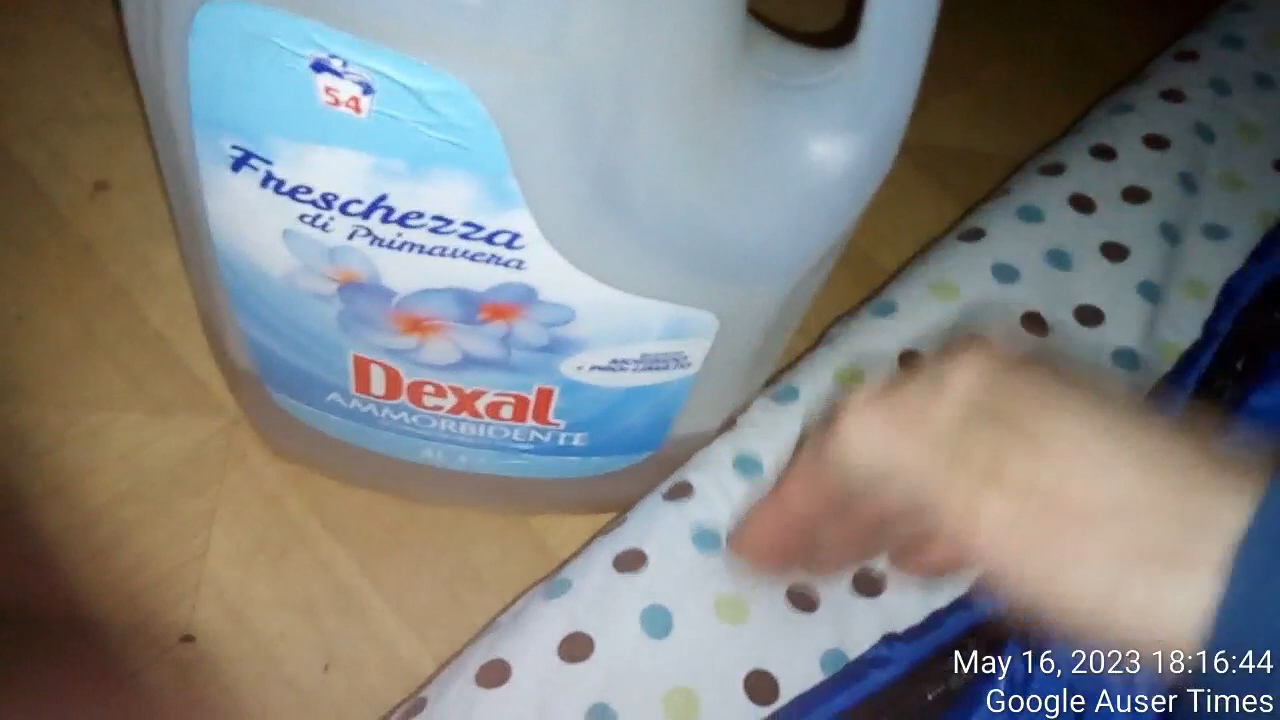 54
Freschezza
di Primavera
Dexal
AMMORBIDENTE
May 16, 2023 18:16:44
Google Auser Times